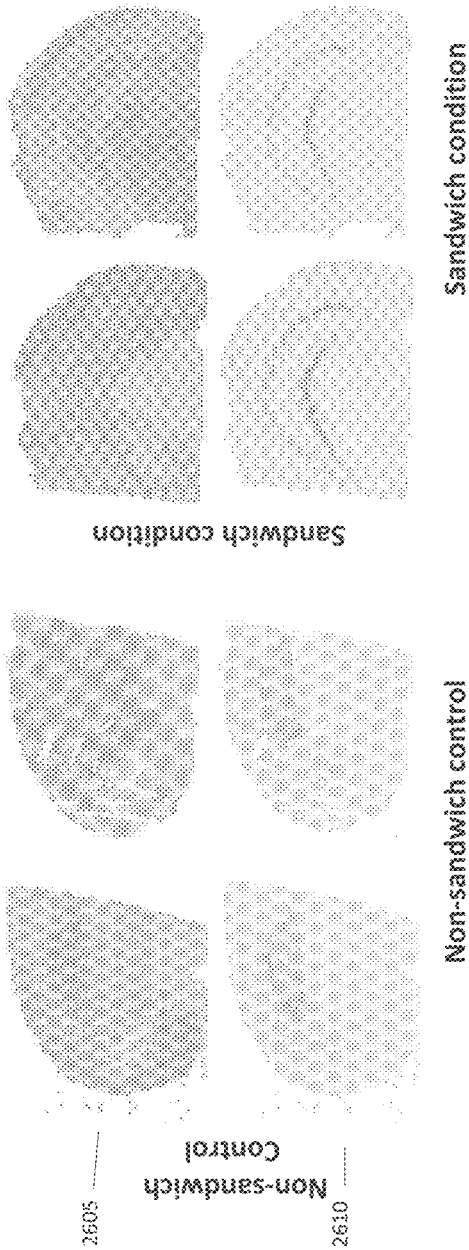 Non-sandwich
Control
2605
2610
Non-sandwich control
Sandwich condition
Sandwich condition